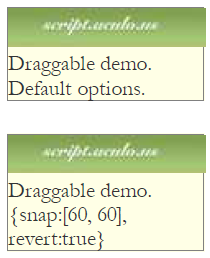 script.aculo.us
Draggable demo.
Default options.
script.aculo.us
Draggable demo.
{snap:[60, 60],
revert:true}